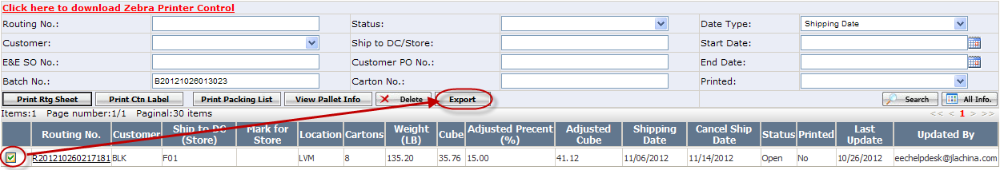 Click here to download Zebra Printer Control
Routing No.: Status: Date Type: Shipping Date
Customer: Ship to DC/Store: Start Date:
E&E SO No.: Customer PO No.: End Date:
Batch No.: B20121026013023 Carton No.: Printed:
Print Rtg Sheet Print Ctn Label Print Packing List View Pallet Info Delete Export Search All Info.
Items:1 Page number:1/1 Paginal:30 items << < 1 > >>
Routing No. Customer Ship to DC (Store) Mark for Store Location Cartons Weight (LB) Cube Adjusted Precent (%) Adjusted Cube Shipping Date Cancel Ship Date Status Printed Last Update Updated By
R201210260217181 BLK F01 LVM 8 135.20 35.76 15.00 41.12 11/06/2012 11/14/2012 Open No 10/26/2012 eechelpdesk@jlachina.com